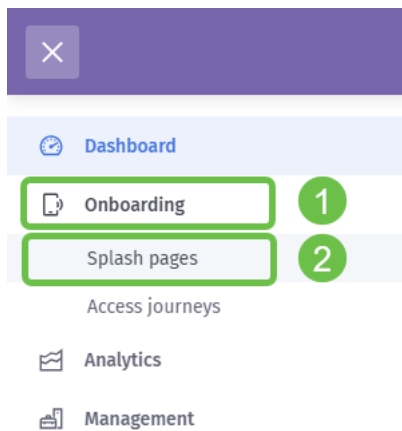 Dashboard
Onboarding 1
Splash pages 2
Access journeys
Analytics
Management